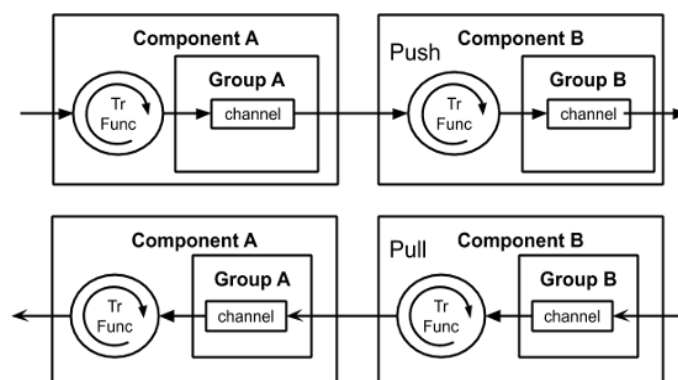 Component A
Group A
Tr
Func
channel
Push
Component B
Group B
Tr
Func
channel
Component A
Group A
Tr
Func
channel
Pull
Component B
Group B
Tr
Func
channel